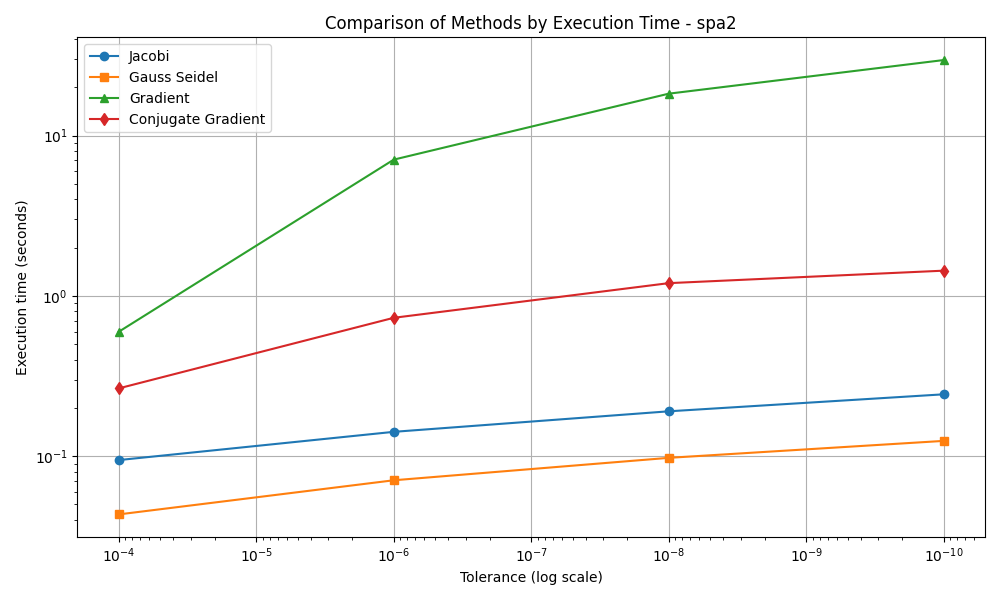 Comparison of Methods by Execution Time - spa2
Jacobi
Gauss Seidel
Gradient
Conjugate Gradient
Execution time (seconds)
10¹
10⁰
10⁻¹
10⁻⁴ 10⁻⁵ 10⁻⁶ 10⁻⁷ 10⁻⁸ 10⁻⁹ 10⁻¹⁰
Tolerance (log scale)